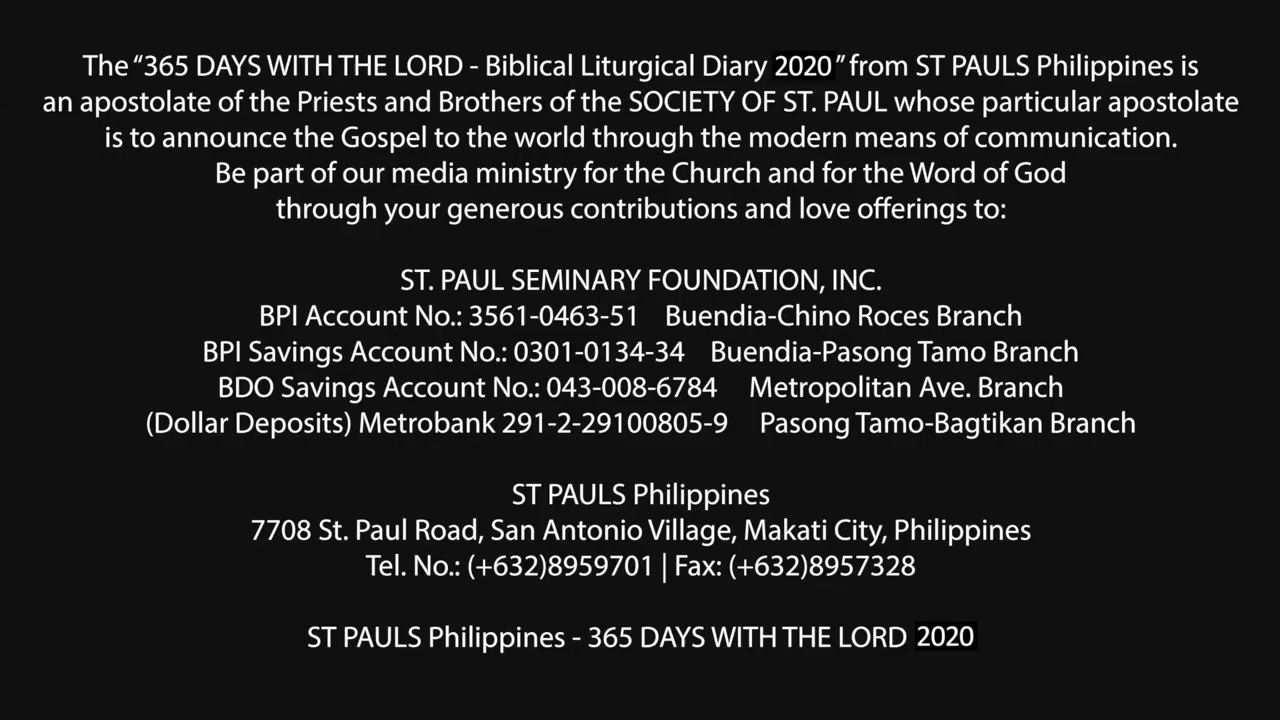 The “365 DAYS WITH THE LORD - Biblical Liturgical Diary 2020” from ST PAULS Philippines is
an apostolate of the Priests and Brothers of the SOCIETY OF ST. PAUL whose particular apostolate
is to announce the Gospel to the world through the modern means of communication.
Be part of our media ministry for the Church and for the Word of God
through your generous contributions and love offerings to:
ST. PAUL SEMINARY FOUNDATION, INC.
BPI Account No.: 3561-0463-51 Buendia-Chino Roces Branch
BPI Savings Account No.: 0301-0134-34 Buendia-Pasong Tamo Branch
BDO Savings Account No.: 043-008-6784 Metropolitan Ave. Branch
(Dollar Deposits) Metrobank 291-2-29100805-9 Pasong Tamo-Bagtikan Branch
ST PAULS Philippines
7708 St. Paul Road, San Antonio Village, Makati City, Philippines
Tel. No.: (+632)8959701 | Fax: (+632)8957328
ST PAULS Philippines - 365 DAYS WITH THE LORD 2020